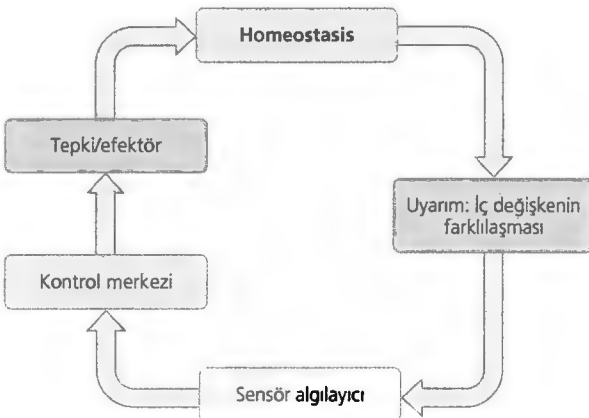 Homeostasis
Uyarım: İç değişkenin
farklılaşması
Sensör algılayıcı
Kontrol merkezi
Tepki/efektör